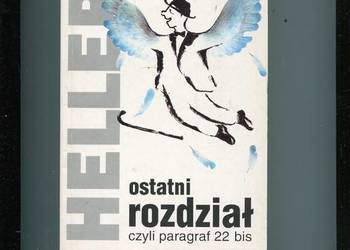 HELLER
ostatni
rozdział
czyli paragraf 22 bis